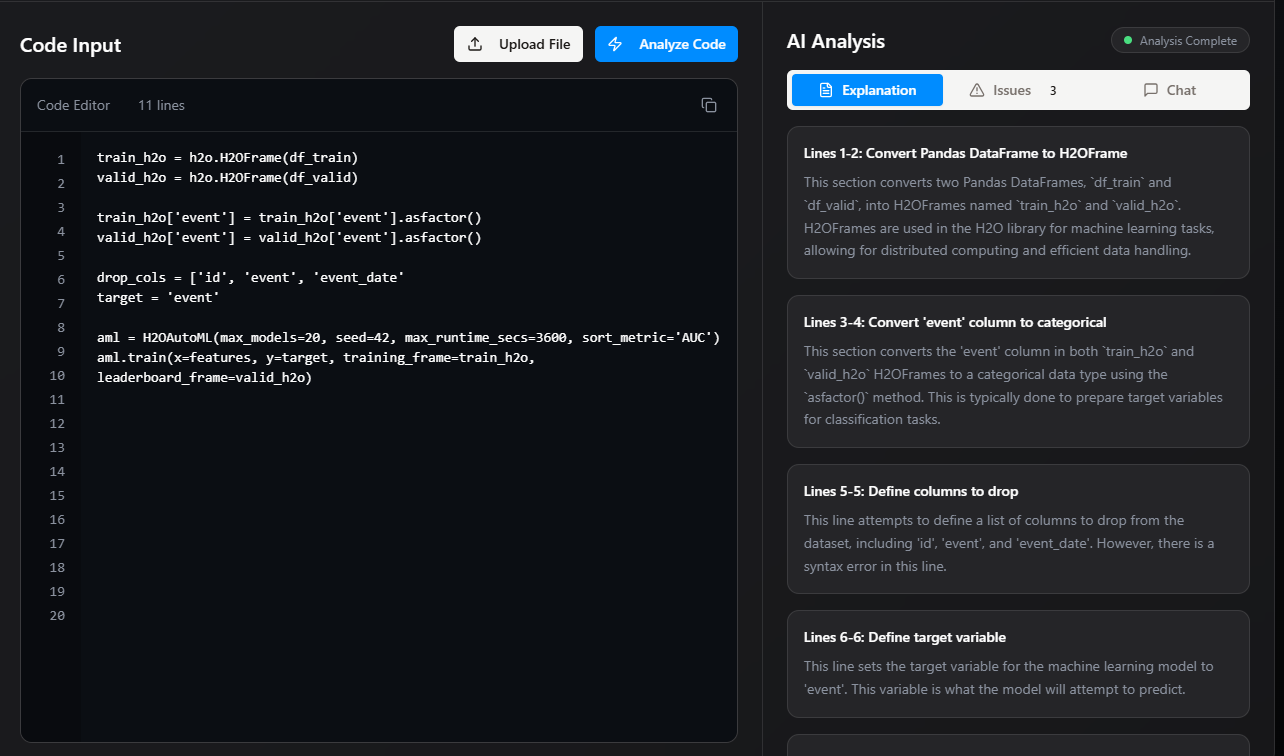 Code Input
Upload File
Analyze Code
Code Editor
11 lines
1
2
3
4
5
6
7
8
9
10
11
12
13
14
15
16
17
18
19
20
train_h2o = h2o.H2OFrame(df_train)
valid_h2o = h2o.H2OFrame(df_valid)
train_h2o['event'] = train_h2o['event'].asfactor()
valid_h2o['event'] = valid_h2o['event'].asfactor()
drop_cols = ['id', 'event', 'event_date'
target = 'event'
aml = H2OAutoML(max_models=20, seed=42, max_runtime_secs=3600, sort_metric='AUC')
aml.train(x=features, y=target, training_frame=train_h2o,
leaderboard_frame=valid_h2o)
AI Analysis
Analysis Complete
Explanation
Issues 3
Chat
Lines 1-2: Convert Pandas DataFrame to H2OFrame
This section converts two Pandas DataFrames, `df_train` and
`df_valid`, into H2OFrames named `train_h2o` and `valid_h2o`.
H2OFrames are used in the H2O library for machine learning tasks,
allowing for distributed computing and efficient data handling.
Lines 3-4: Convert 'event' column to categorical
This section converts the 'event' column in both `train_h2o` and
`valid_h2o` H2OFrames to a categorical data type using the
`asfactor()` method. This is typically done to prepare target variables
for classification tasks.
Lines 5-5: Define columns to drop
This line attempts to define a list of columns to drop from the
dataset, including 'id', 'event', and 'event_date'. However, there is a
syntax error in this line.
Lines 6-6: Define target variable
This line sets the target variable for the machine learning model to
'event'. This variable is what the model will attempt to predict.